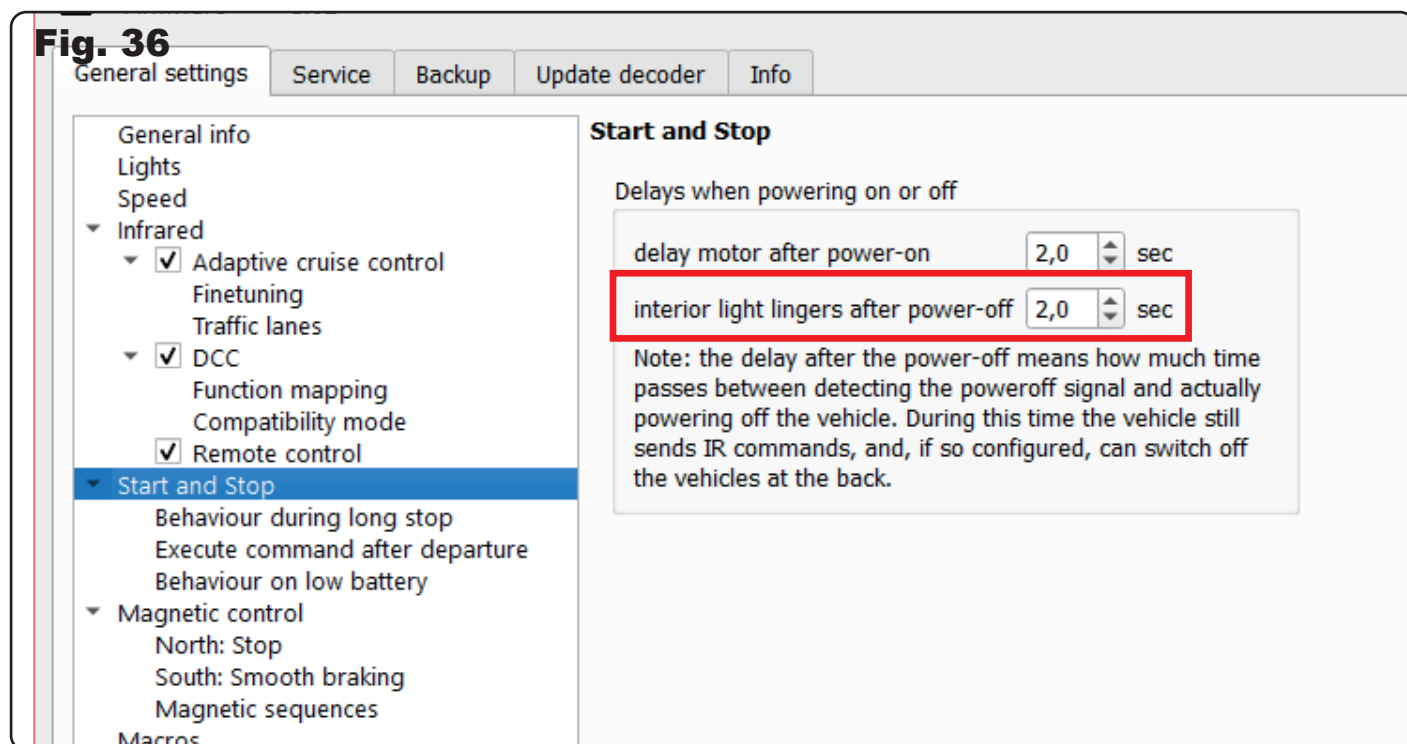 Fig. 36
General settings
Service
Backup
Update decoder
Info
General info
Lights
Speed
Infrared
Adaptive cruise control
Finetuning
Traffic lanes
DCC
Function mapping
Compatibility mode
Remote control
Start and Stop
Behaviour during long stop
Execute command after departure
Behaviour on low battery
Magnetic control
North: Stop
South: Smooth braking
Magnetic sequences
Macros
Start and Stop
Delays when powering on or off
delay motor after power-on 2,0 sec
interior light lingers after power-off 2,0 sec
Note: the delay after the power-off means how much time
passes between detecting the poweroff signal and actually
powering off the vehicle. During this time the vehicle still
sends IR commands, and, if so configured, can switch off
the vehicles at the back.